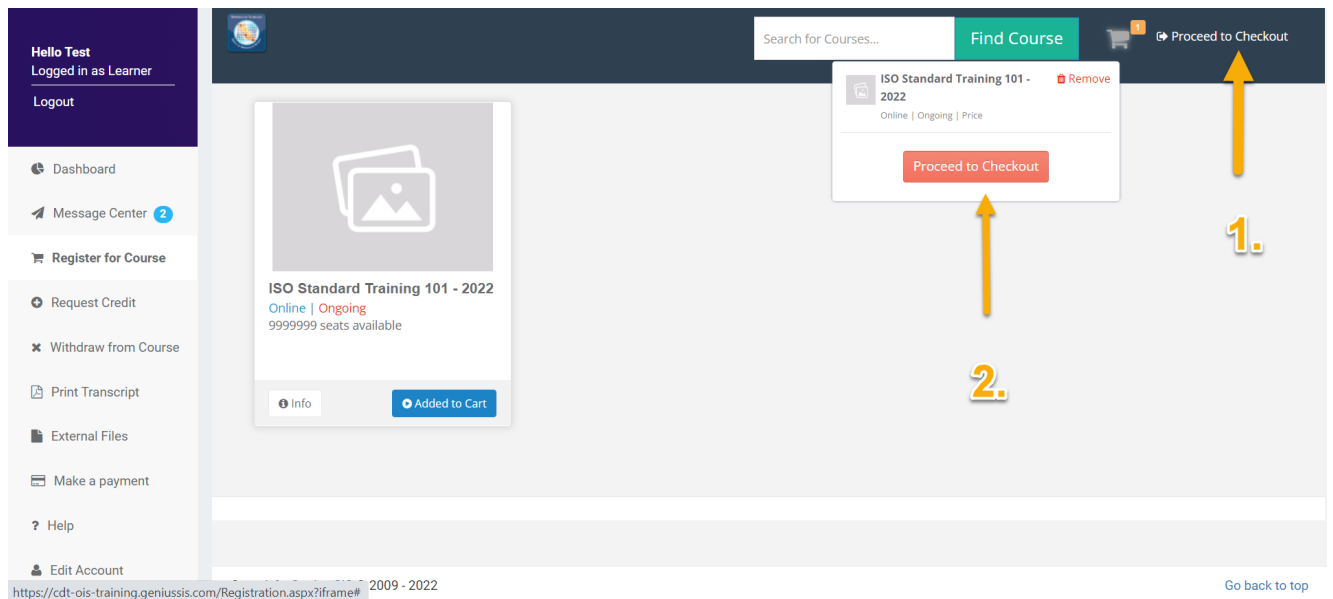 Hello Test
Logged in as Learner
Logout
Dashboard
Message Center 2
Register for Course
Request Credit
Withdraw from Course
Print Transcript
External Files
Make a payment
? Help
Edit Account
https://cdt-ois-training.geniussis.com/Registration.aspx?iframe#
Search for Courses...
Find Course
1
Proceed to Checkout
ISO Standard Training 101 -
2022
Remove
Online | Ongoing | Price
Proceed to Checkout
1.
2.
ISO Standard Training 101 - 2022
Online | Ongoing
9999999 seats available
Info
Added to Cart
2009 - 2022
Go back to top